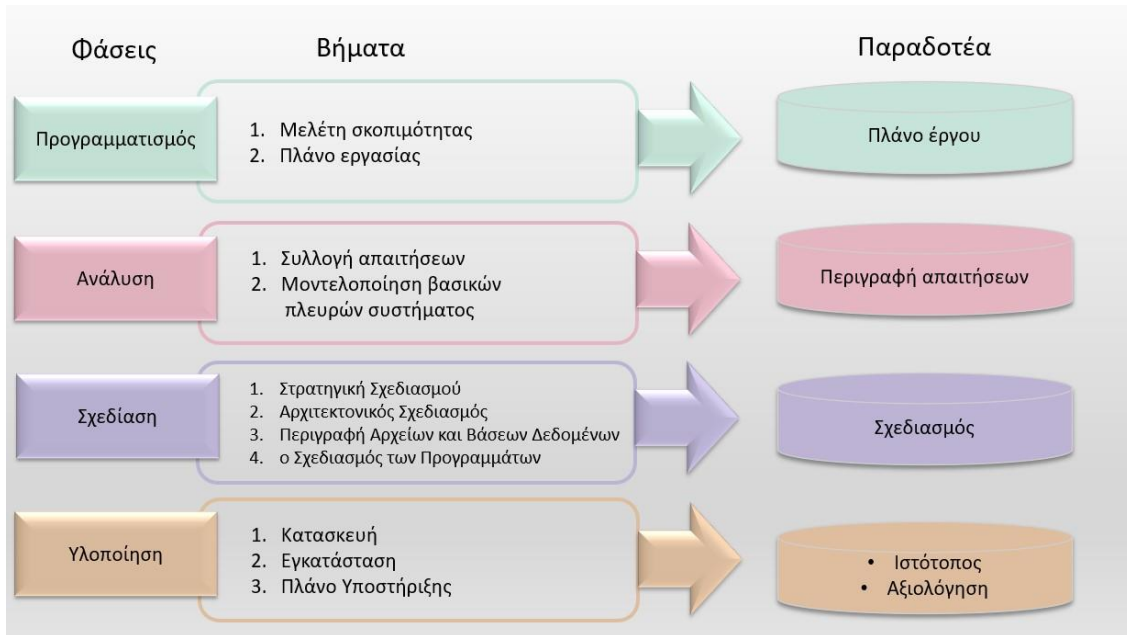 Φάσεις
Βήματα
Παραδοτέα
Προγραμματισμός
1. Μελέτη σκοπιμότητας
2. Πλάνο εργασίας
Πλάνο έργου
Ανάλυση
1. Συλλογή απαιτήσεων
2. Μοντελοποίηση βασικών
πλευρών συστήματος
Περιγραφή απαιτήσεων
Σχεδίαση
1. Στρατηγική Σχεδιασμού
2. Αρχιτεκτονικός Σχεδιασμός
3. Περιγραφή Αρχείων και Βάσεων Δεδομένων
4. ο Σχεδιασμός των Προγραμμάτων
Σχεδιασμός
Υλοποίηση
1. Κατασκευή
2. Εγκατάσταση
3. Πλάνο Υποστήριξης
• Ιστότοπος
• Αξιολόγηση